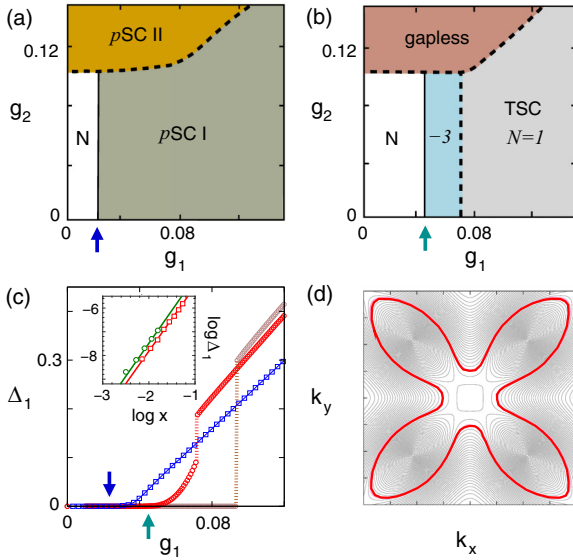 (a)
0.12
pSC II
g2
N
pSC I
0
0
0.08
g1
(b)
0.12
gapless
g2
N
−3
TSC
N=1
0
0
0.08
g1
(c)
Δ1
0.3
0
0
0.08
g1
−6
−8
−3
−2
−1
log x
logΔ1
(d)
ky
kx